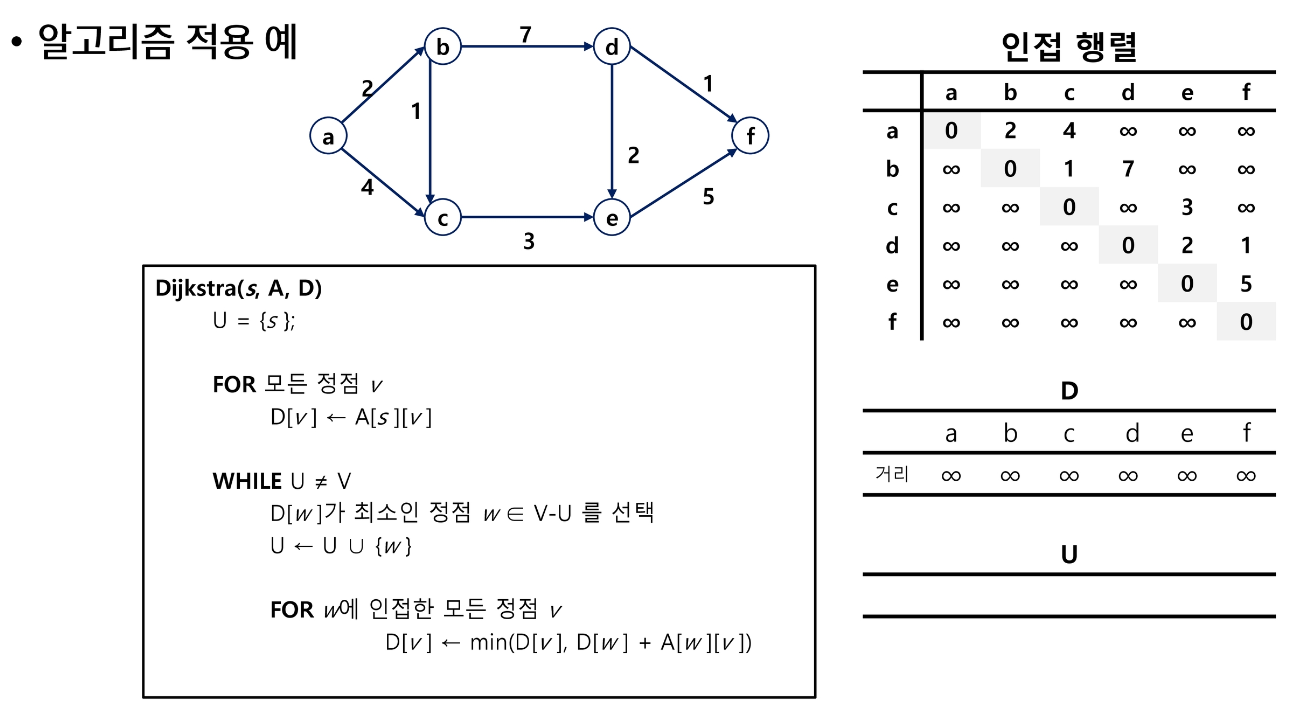 • 알고리즘 적용 예
b
7
d
2
1
1
a
f
2
4
5
c
e
3
Dijkstra(s, A, D)
U = {s };
FOR 모든 정점 v
D[v] ← A[s][v]
WHILE U ≠ V
D[w]가 최소인 정점 w ∈ V-U 를 선택
U ← U ∪ {w}
FOR w에 인접한 모든 정점 v
D[v] ← min(D[v], D[w] + A[w][v])
인접 행렬
a b c d e f
a 0 2 4 ∞ ∞ ∞
b ∞ 0 1 7 ∞ ∞
c ∞ ∞ 0 ∞ 3 ∞
d ∞ ∞ ∞ 0 2 1
e ∞ ∞ ∞ ∞ 0 5
f ∞ ∞ ∞ ∞ ∞ 0
D
a b c d e f
거리 ∞ ∞ ∞ ∞ ∞ ∞
U